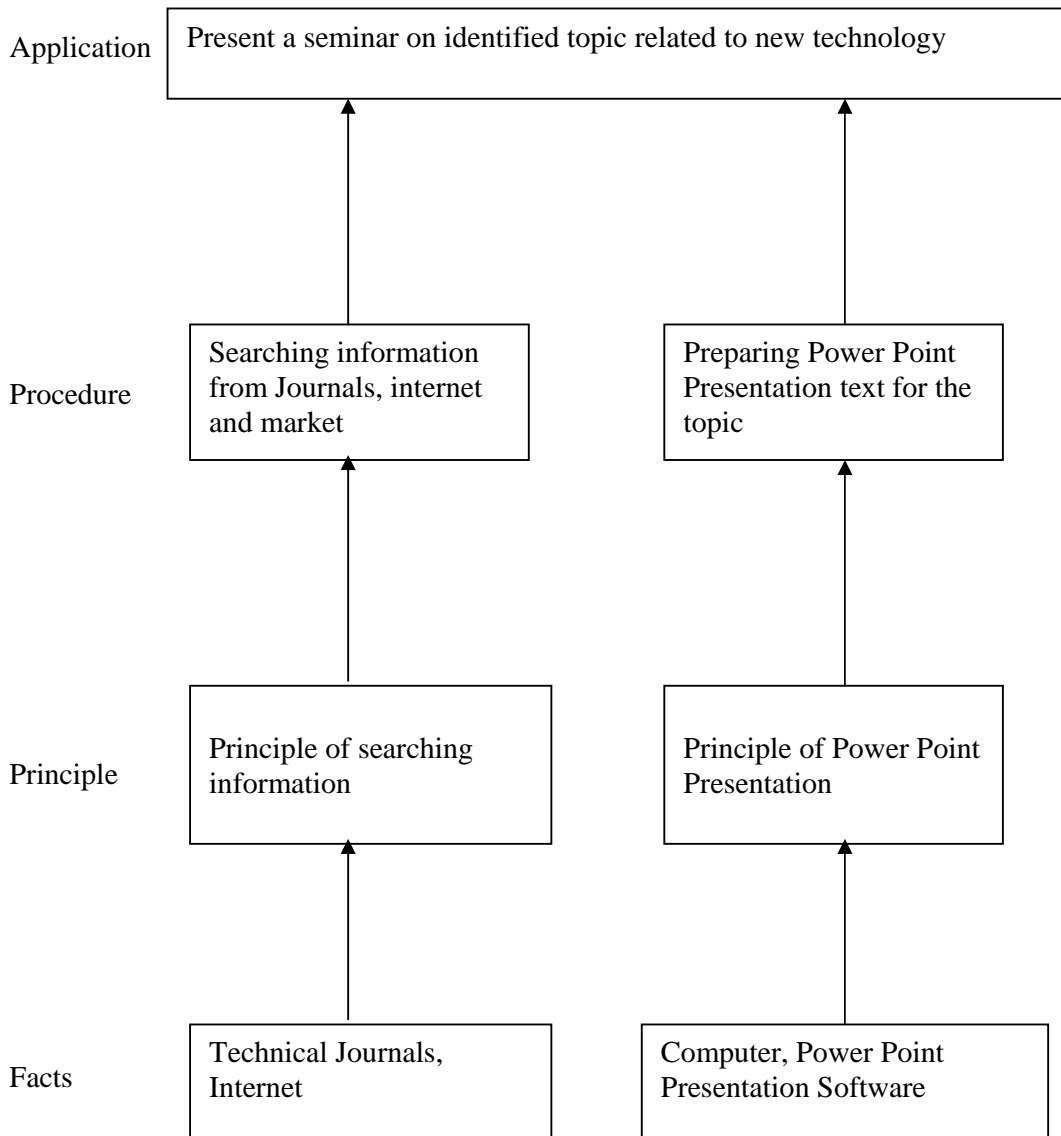 Application
Present a seminar on identified topic related to new technology
Procedure
Searching information
from Journals, internet
and market
Preparing Power Point
Presentation text for the
topic
Principle
Principle of searching
information
Principle of Power Point
Presentation
Facts
Technical Journals,
Internet
Computer, Power Point
Presentation Software